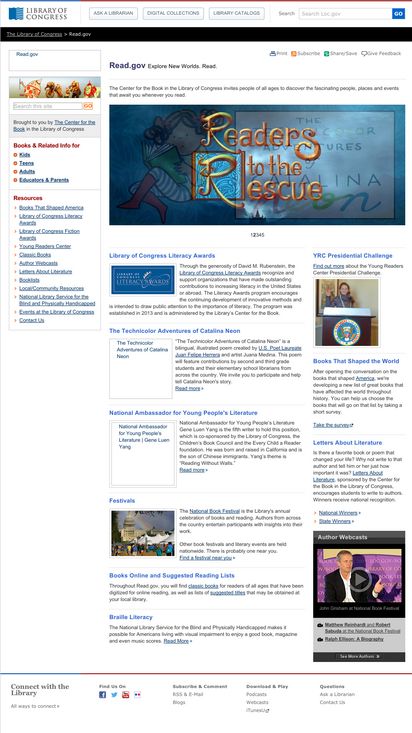 LIBRARY OF CONGRESS
ASK A LIBRARIAN
DIGITAL COLLECTIONS
LIBRARY CATALOGS
Search
Search Loc.gov
GO
The Library of Congress > Read.gov
Print
Subscribe
Share/Save
Give Feedback
Read.gov
Search this site
GO
Brought to you by The Center for the
Book in the Library of Congress
Books & Related Info for
Kids
Teens
Adults
Educators & Parents
Resources
Books That Shaped America
Library of Congress Literacy
Awards
Library of Congress Fiction
Awards
Young Readers Center
Classic Books
Author Webcasts
Letters About Literature
Booklists
Local/Community Resources
National Library Service for the
Blind and Physically Handicapped
Events at the Library of Congress
Contact Us
Read.gov Explore New Worlds. Read.
The Center for the Book in the Library of Congress invites people of all ages to discover the fascinating people, places and events
that await you whenever you read.
Readers
to the
Rescue
12345
Library of Congress Literacy Awards
LIBRARY OF CONGRESS
LITERACY AWARDS
Through the generosity of David M. Rubenstein, the
Library of Congress Literacy Awards recognize and
support organizations that have made outstanding
contributions to increasing literacy in the United States
or abroad. The Literacy Awards program encourages
the continuing development of innovative methods and
is intended to draw public attention to the importance of literacy. The program was
established in 2013 and is administered by the Library's Center for the Book.
The Technicolor Adventures of Catalina Neon
The Technicolor
Adventures of Catalina
Neon
"The Technicolor Adventures of Catalina Neon" is a
bilingual, illustrated poem created by U.S. Poet Laureate
Juan Felipe Herrera and artist Juana Medina. This poem
will feature contributions by second and third grade
students and their elementary school librarians from
across the country. We invite you to participate and help
tell Catalina Neon's story.
Read more
National Ambassador for Young People's Literature
National Ambassador
for Young People's
Literature | Gene Luen
Yang
National Ambassador for Young People's Literature
Gene Luen Yang is the fifth writer to hold this position,
which is co-sponsored by the Library of Congress, the
Children's Book Council and the Every Child a Reader
foundation. He was born and raised in California and is
the son of Chinese immigrants. Yang's theme is
"Reading Without Walls."
Read more
Festivals
The National Book Festival is the Library's annual
celebration of books and reading. Authors from across
the country entertain participants with insights into their
work.
Other book festivals and literary events are held
nationwide. There is probably one near you.
Find a festival near you
Books Online and Suggested Reading Lists
Throughout Read.gov, you will find classic books for readers of all ages that have been
digitized for online reading, as well as lists of suggested titles that may be obtained at
your local library.
Braille Literacy
The National Library Service for the Blind and Physically Handicapped makes it
possible for Americans living with visual impairment to enjoy a good book, magazine
and even music scores. Read More
YRC Presidential Challenge
Find out more about the Young Readers
Center Presidential Challenge.
Books That Shaped the World
After opening the conversation on the
books that shaped America, we're
developing a new list of great books that
have affected the world throughout
history. You can help us choose the
books that will go on that list by taking a
short survey.
Take the survey
Letters About Literature
Is there a favorite book or poem that
changed your life? Why not write to that
author and tell him or her just how
important it was? Letters About
Literature, sponsored by the Center for
the Book in the Library of Congress,
encourages students to write to authors.
Winners receive national recognition.
National Winners
State Winners
Author Webcasts
John Grisham at National Book Festival
Matthew Reinhardt and Robert
Sabuda at the National Book Festival
Ralph Ellison: A Biography
See More Authors
Connect with the
Library
All ways to connect
Find Us On
Subscribe & Comment
RSS & E-Mail
Blogs
Download & Play
Podcasts
Webcasts
iTunesU
Questions
Ask a Librarian
Contact Us